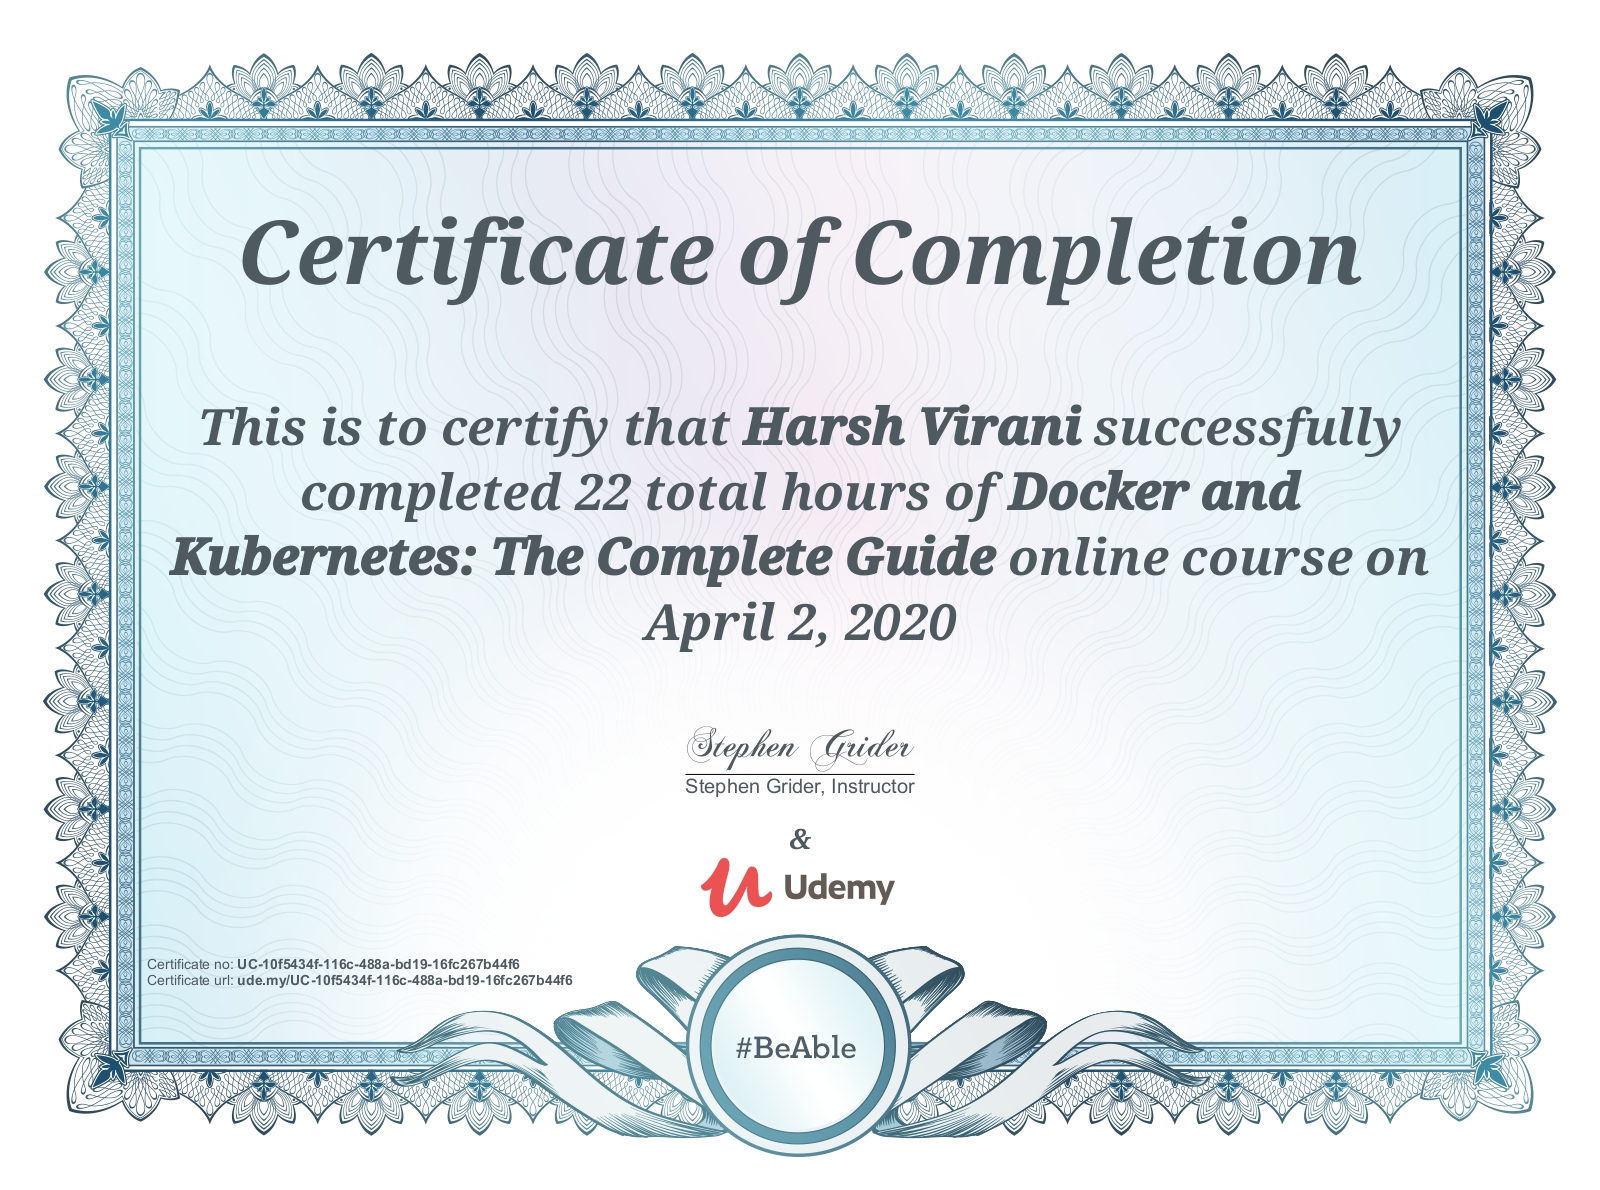 Certificate of Completion
This is to certify that Harsh Virani successfully
completed 22 total hours of Docker and
Kubernetes: The Complete Guide online course on
April 2, 2020
Stephen Grider
Stephen Grider, Instructor
&
Udemy
Certificate no: UC-10f5434f-116c-488a-bd19-16fc267b44f6
Certificate url: ude.my/UC-10f5434f-116c-488a-bd19-16fc267b44f6
#BeAble